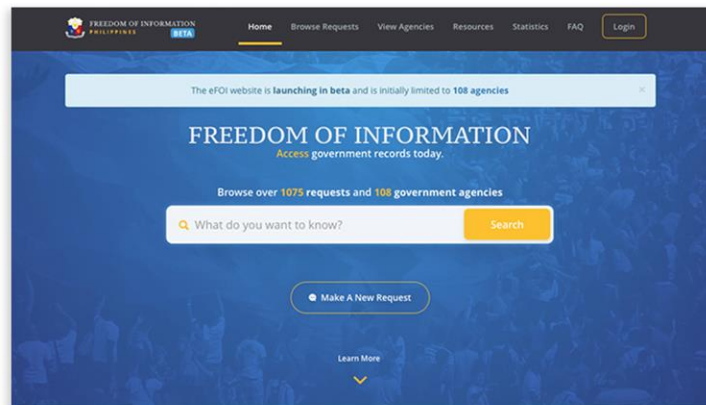 FREEDOM OF INFORMATION
PHILIPPINES BETA
Home Browse Requests View Agencies Resources Statistics FAQ Login
The eFOI website is launching in beta and is initially limited to 108 agencies ×
FREEDOM OF INFORMATION
Access government records today.
Browse over 1075 requests and 108 government agencies
What do you want to know? Search
Make A New Request
Learn More